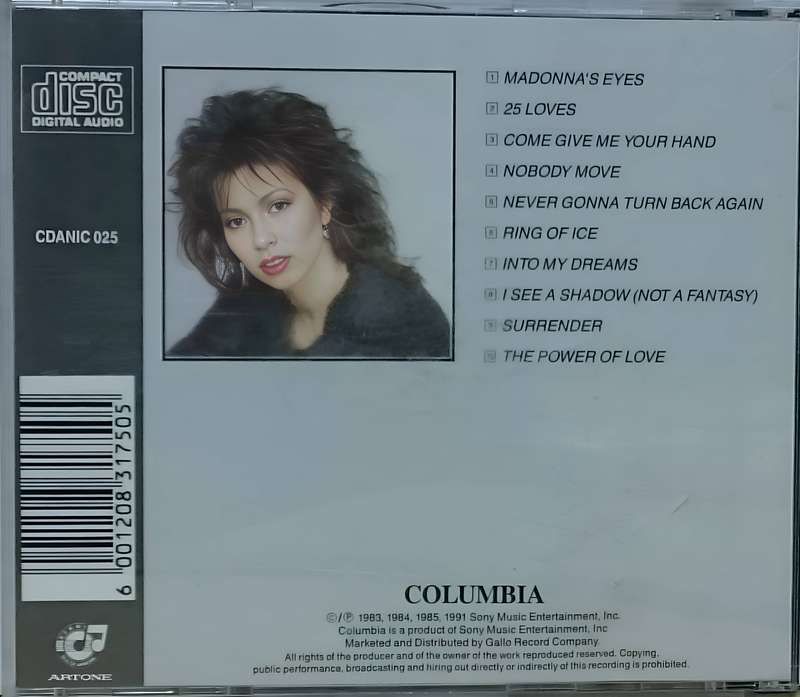 COMPACT
disc
DIGITAL AUDIO
CDANIC 025
1 MADONNA'S EYES
2 25 LOVES
3 COME GIVE ME YOUR HAND
4 NOBODY MOVE
5 NEVER GONNA TURN BACK AGAIN
6 RING OF ICE
7 INTO MY DREAMS
8 I SEE A SHADOW (NOT A FANTASY)
9 SURRENDER
10 THE POWER OF LOVE
6 001208 317505
ARTONE
COLUMBIA
©/℗ 1983, 1984, 1985, 1991 Sony Music Entertainment, Inc.
Columbia is a product of Sony Music Entertainment, Inc
Marketed and Distributed by Gallo Record Company.
All rights of the producer and of the owner of the work reproduced reserved. Copying,
public performance, broadcasting and hiring out directly or indirectly of this recording is prohibited.